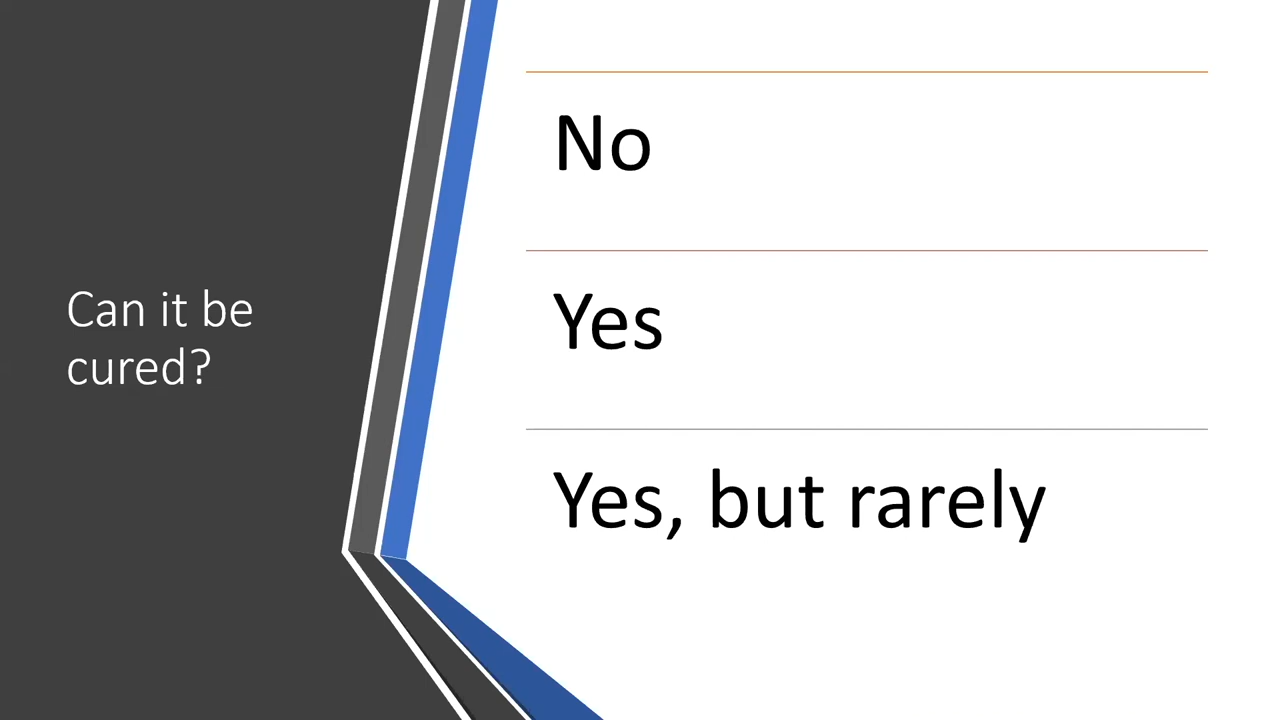 Can it be
cured?
No
Yes
Yes, but rarely